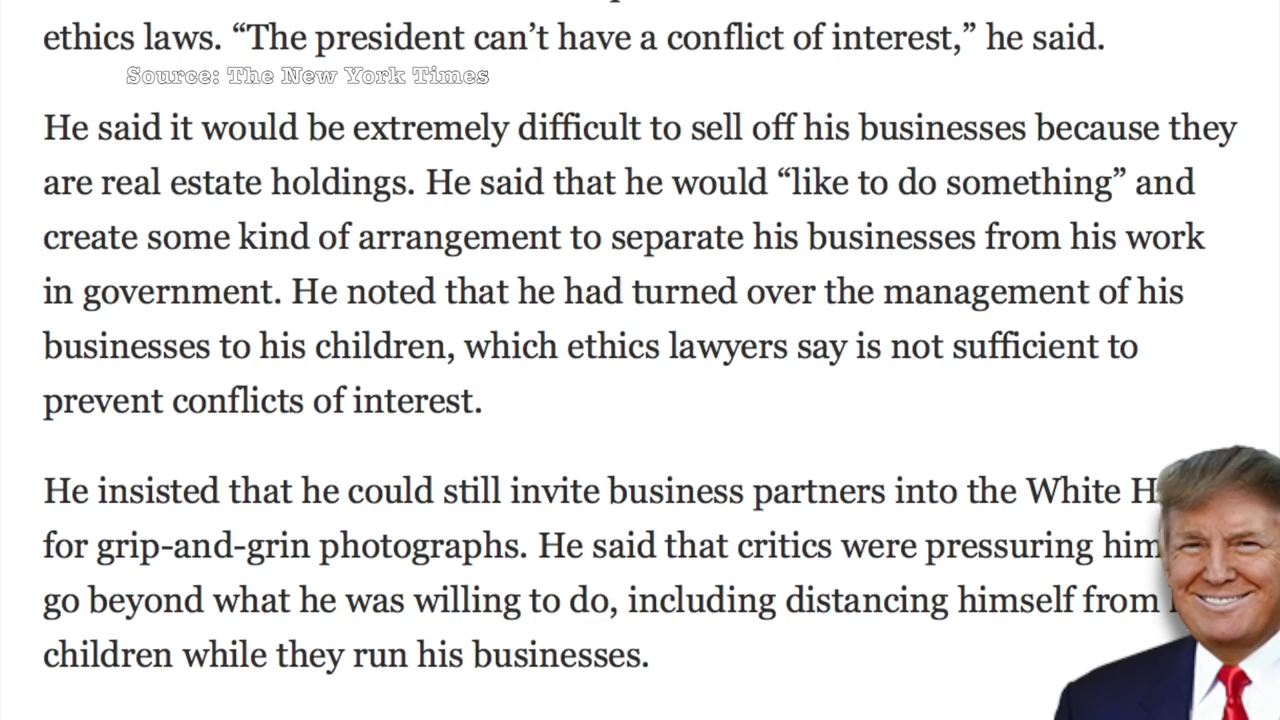 ethics laws. “The president can’t have a conflict of interest,” he said.
Source: The New York Times
He said it would be extremely difficult to sell off his businesses because they
are real estate holdings. He said that he would “like to do something” and
create some kind of arrangement to separate his businesses from his work
in government. He noted that he had turned over the management of his
businesses to his children, which ethics lawyers say is not sufficient to
prevent conflicts of interest.
He insisted that he could still invite business partners into the White
for grip-and-grin photographs. He said that critics were pressuring him
go beyond what he was willing to do, including distancing himself from
children while they run his businesses.